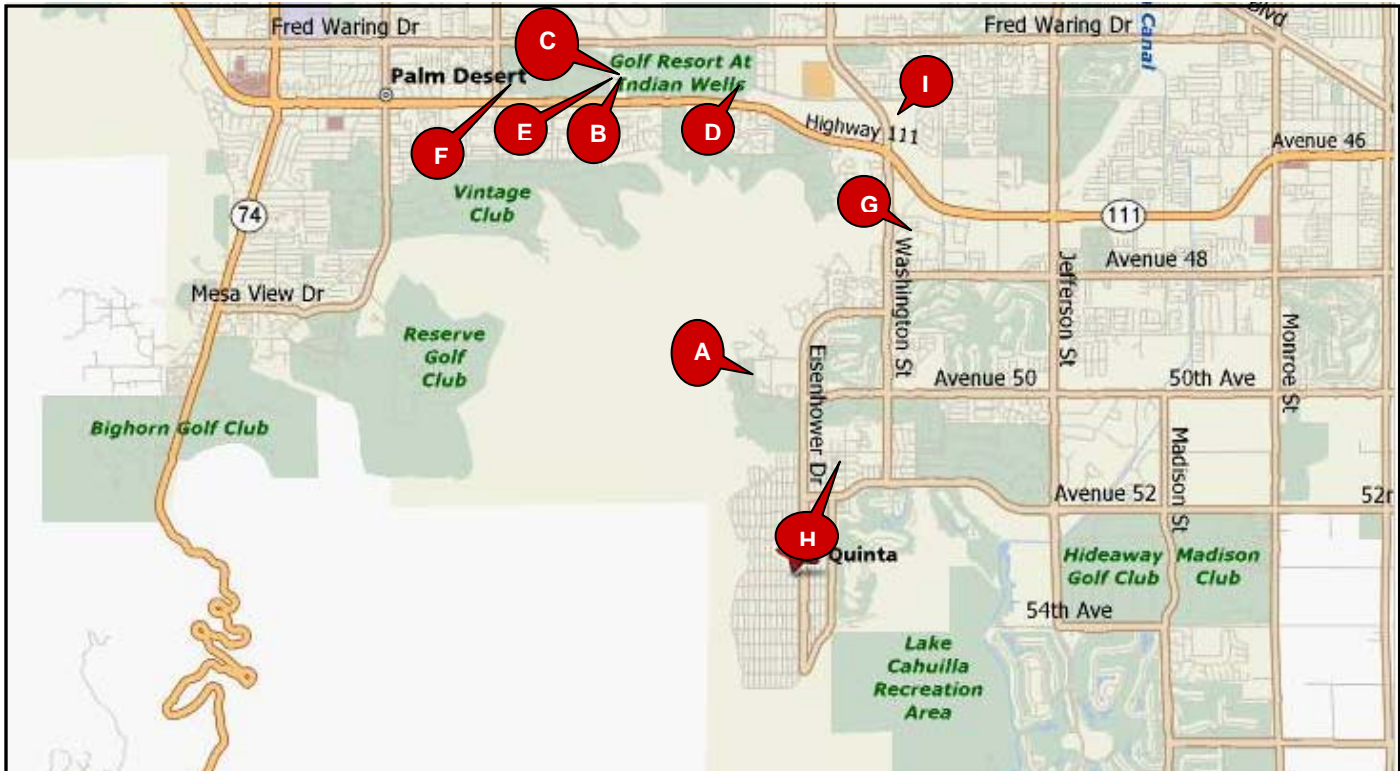 Fred Waring Dr
Fred Waring Dr
Blvd
Canal
C
Golf Resort At
Indian Wells
Palm Desert
I
F
E
B
D
Highway 111
Avenue 46
Vintage
Club
74
G
111
Washington St
Jefferson St
Avenue 48
Mesa View Dr
Reserve
Golf
Club
A
Eisenhower Dr
Monroe St
Avenue 50
50th Ave
Bighorn Golf Club
Madison St
Avenue 52
52
H
Quinta
Hideaway
Golf Club
Madison
Club
54th Ave
Lake
Cahuilla
Recreation
Area